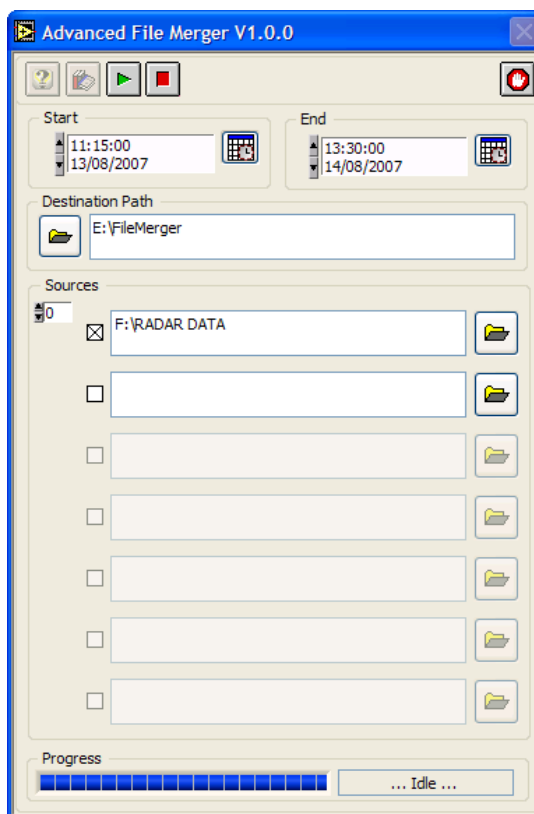 Advanced File Merger V1.0.0
Start
11:15:00
13/08/2007
End
13:30:00
14/08/2007
Destination Path
E:\FileMerger
Sources
0
F:\RADAR DATA
Progress
... Idle ...